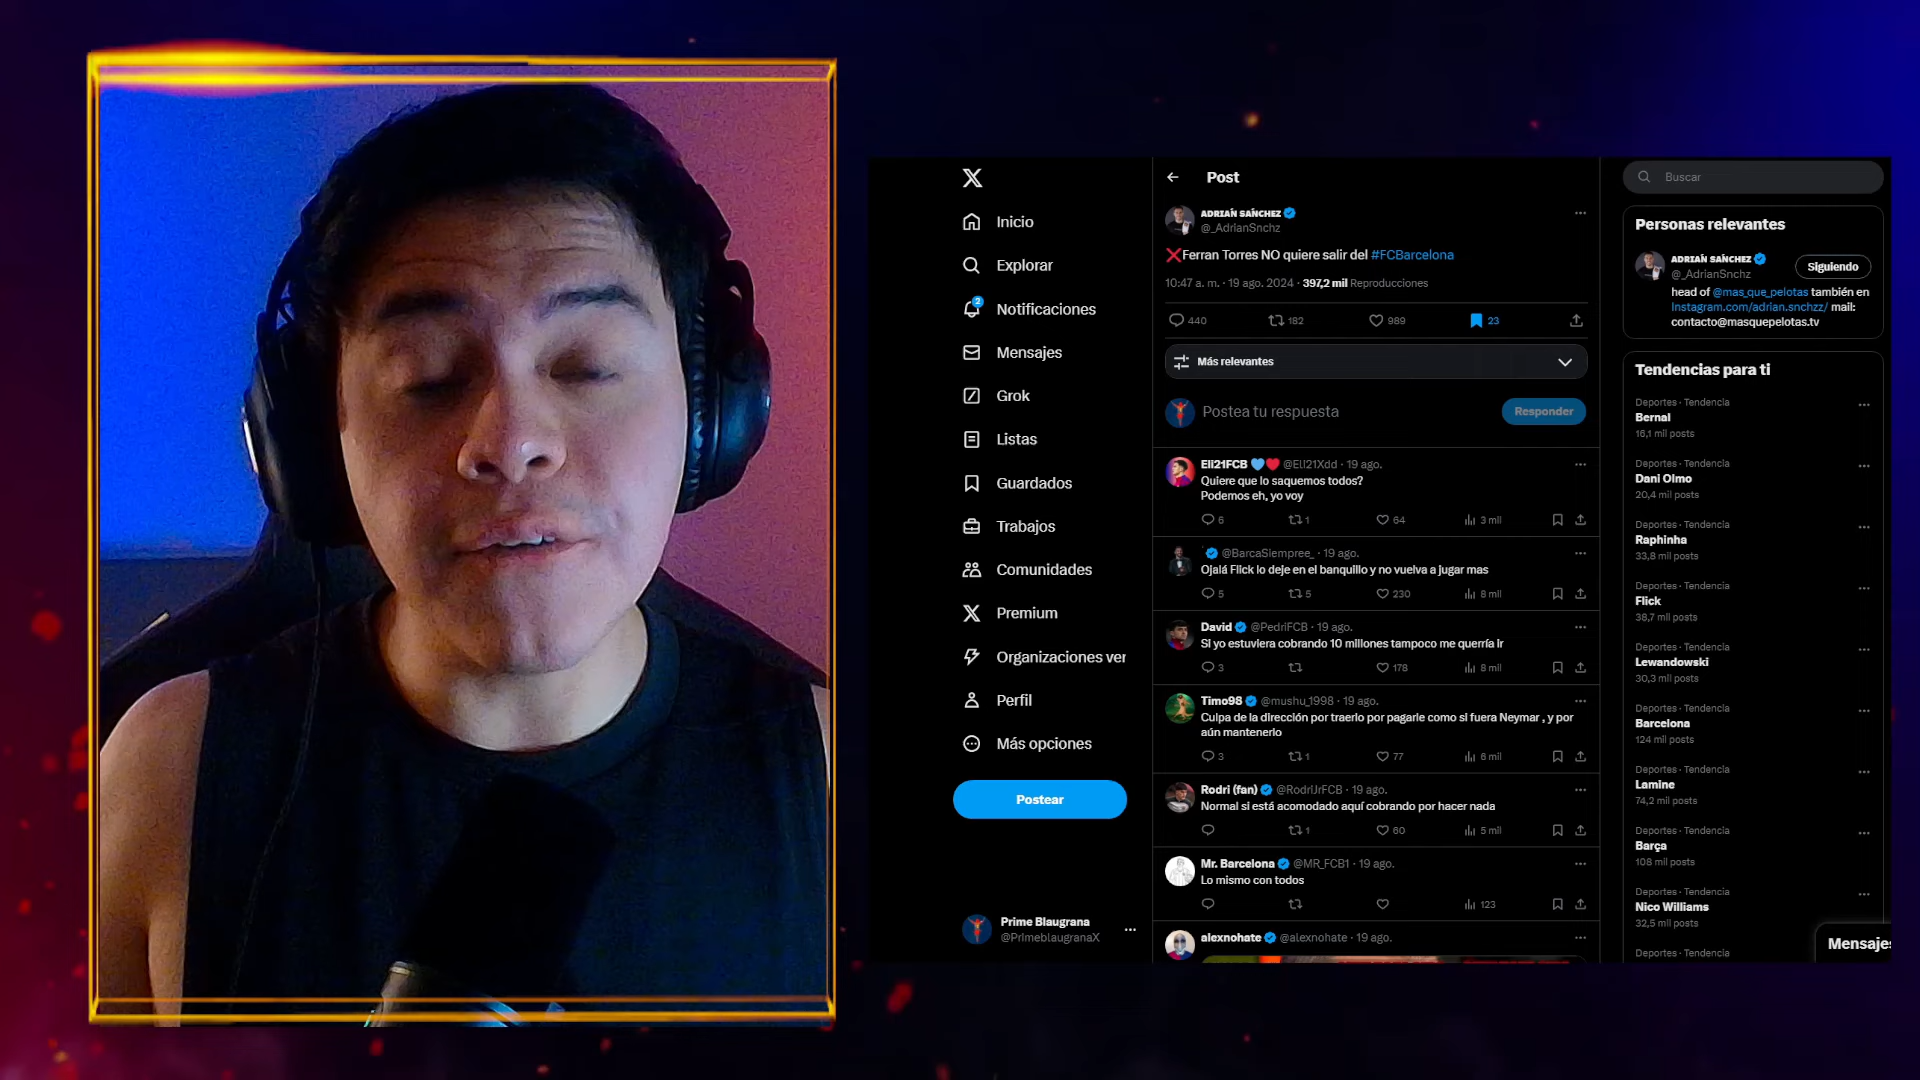 Inicio
Explorar
2
Notificaciones
Mensajes
Grok
Listas
Guardados
Trabajos
Comunidades
Premium
Organizaciones ver
Perfil
Más opciones
Postear
Prime Blaugrana
@PrimeblaugranaX
Post
ADRIÁN SÁNCHEZ
@_AdrianSnchz
❌Ferran Torres NO quiere salir del #FCBarcelona
10:47 a. m. · 19 ago. 2024 · 397,2 mil Reproducciones
440 182 989 23
Más relevantes
Postea tu respuesta
Responder
Eli21FCB 🩵❤️ @Eli21Xdd · 19 ago.
Quiere que lo saquemos todos?
Podemos eh, yo voy
6 1 64 3 mil
@BarcaSiempree_ · 19 ago.
Ojalá Flick lo deje en el banquillo y no vuelva a jugar mas
5 5 230 8 mil
David @PedriFCB · 19 ago.
Si yo estuviera cobrando 10 millones tampoco me querría ir
3 178 8 mil
Timo98 @mushu_1998 · 19 ago.
Culpa de la dirección por traerlo por pagarle como si fuera Neymar , y por
aún mantenerlo
3 1 77 6 mil
Rodri (fan) @RodriJrFCB · 19 ago.
Normal si está acomodado aquí cobrando por hacer nada
1 60 5 mil
Mr. Barcelona @MR_FCB1 · 19 ago.
Lo mismo con todos
123
alexnohate @alexnohate · 19 ago.
Buscar
Personas relevantes
ADRIÁN SÁNCHEZ
@_AdrianSnchz
Siguiendo
head of @mas_que_pelotas también en
Instagram.com/adrian.snchzz/ mail:
contacto@masquepelotas.tv
Tendencias para ti
Deportes · Tendencia
Bernal
16,1 mil posts
Deportes · Tendencia
Dani Olmo
20,4 mil posts
Deportes · Tendencia
Raphinha
33,8 mil posts
Deportes · Tendencia
Flick
38,7 mil posts
Deportes · Tendencia
Lewandowski
30,3 mil posts
Deportes · Tendencia
Barcelona
124 mil posts
Deportes · Tendencia
Lamine
74,2 mil posts
Deportes · Tendencia
Barça
108 mil posts
Deportes · Tendencia
Nico Williams
32,5 mil posts
Deportes · Tendencia
Mensajes